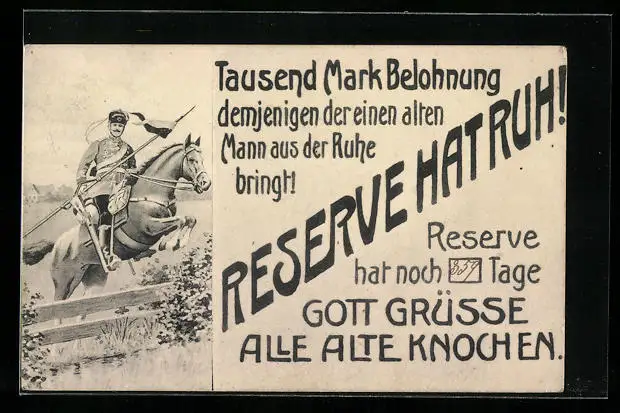 Tausend Mark Belohnung
demjenigen der einen alten
Mann aus der Ruhe
bringt!
RESERVE HAT RUH!
Reserve
hat noch Tage
GOTT GRÜSSE
ALLE ALTE KNOCHEN.